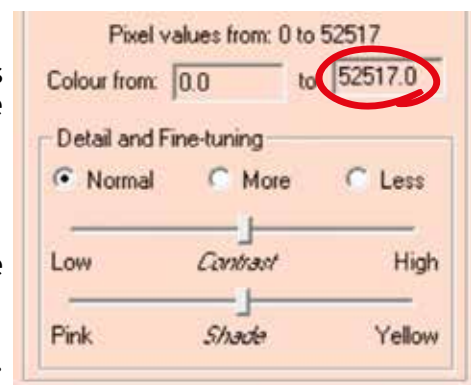 Pixel values from: 0 to 52517
Colour from: 0.0 to 52517.0
Detail and Fine-tuning
Normal More Less
Low Contrast High
Pink Shade Yellow